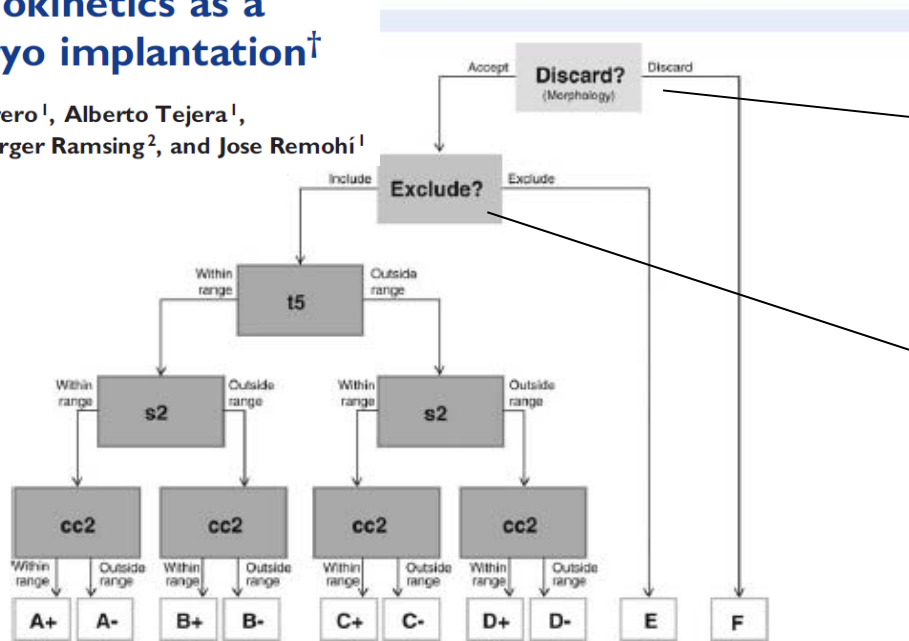 okinetics as a
yo implantation†
ero¹, Alberto Tejera¹,
rger Ramsing², and Jose Remohí¹
Discard?
(Morphology)
Accept
Discard
Exclude?
Include
Exclude
t5
Within
range
Outside
range
s2
Within
range
Outside
range
s2
Within
range
Outside
range
cc2
cc2
cc2
cc2
Within
range
Outside
range
Within
range
Outside
range
Within
range
Outside
range
Within
range
Outside
range
A+
A-
B+
B-
C+
C-
D+
D-
E
F